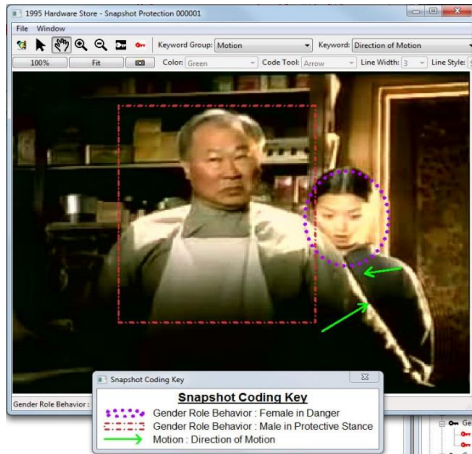 1995 Hardware Store - Snapshot Protection 000001
File Window
Keyword Group: Motion Keyword: Direction of Motion
100% Fit Color: Green Code Tool: Arrow Line Width: 3 Line Style:
Gender Role Behavior :
Snapshot Coding Key
Snapshot Coding Key
Gender Role Behavior : Female in Danger
Gender Role Behavior : Male in Protective Stance
Motion : Direction of Motion
Ge